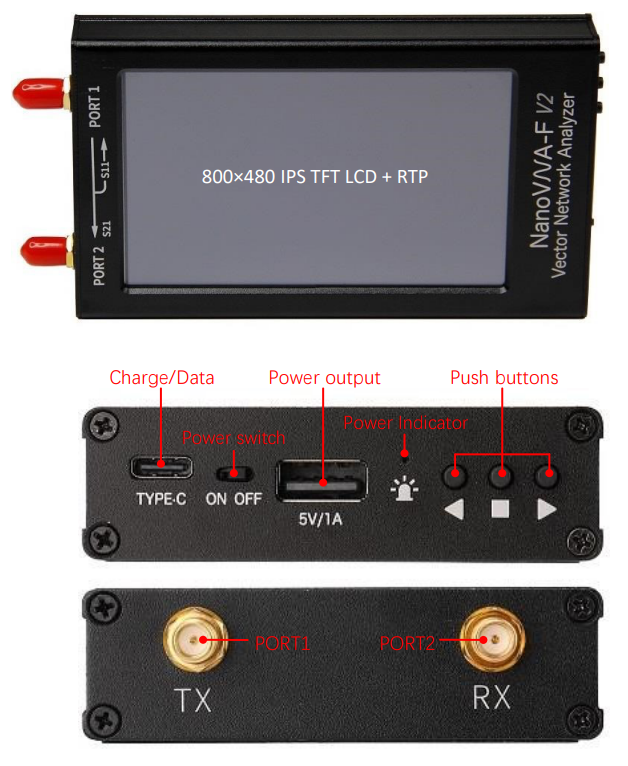 PORT 1
S11
S21
PORT 2
800×480 IPS TFT LCD + RTP
NanoVNA-F V2
Vector Network Analyzer
Charge/Data
Power output
Push buttons
Power switch
Power Indicator
TYPE-C
ON OFF
5V/1A
PORT1
PORT2
TX
RX